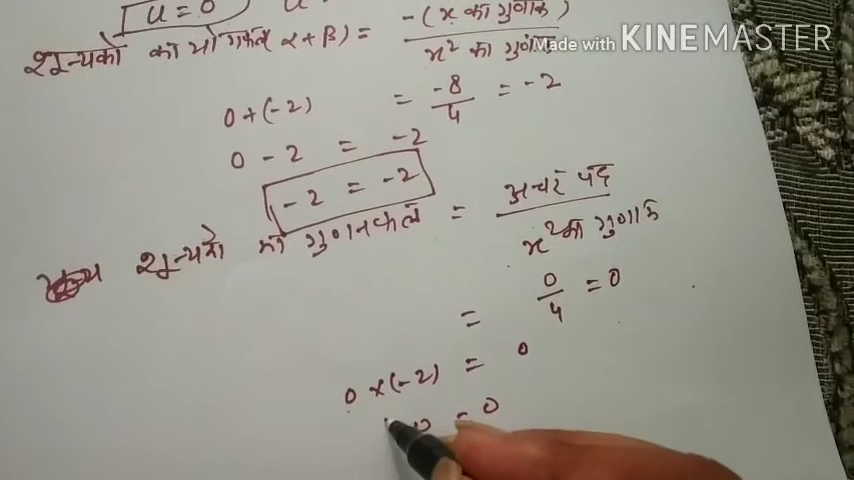 u = 0
शून्यकों का योगफल (α + β) = -(x का गुणांक) / x² का गुणांक
Made with KINEMASTER
0 + (-2) = -8/4 = -2
0 - 2 = -2
-2 = -2
शून्यको का गुणनफल = अचर पद / x² का गुणांक
= 0/4 = 0
0 × (-2) = 0
0 = 0